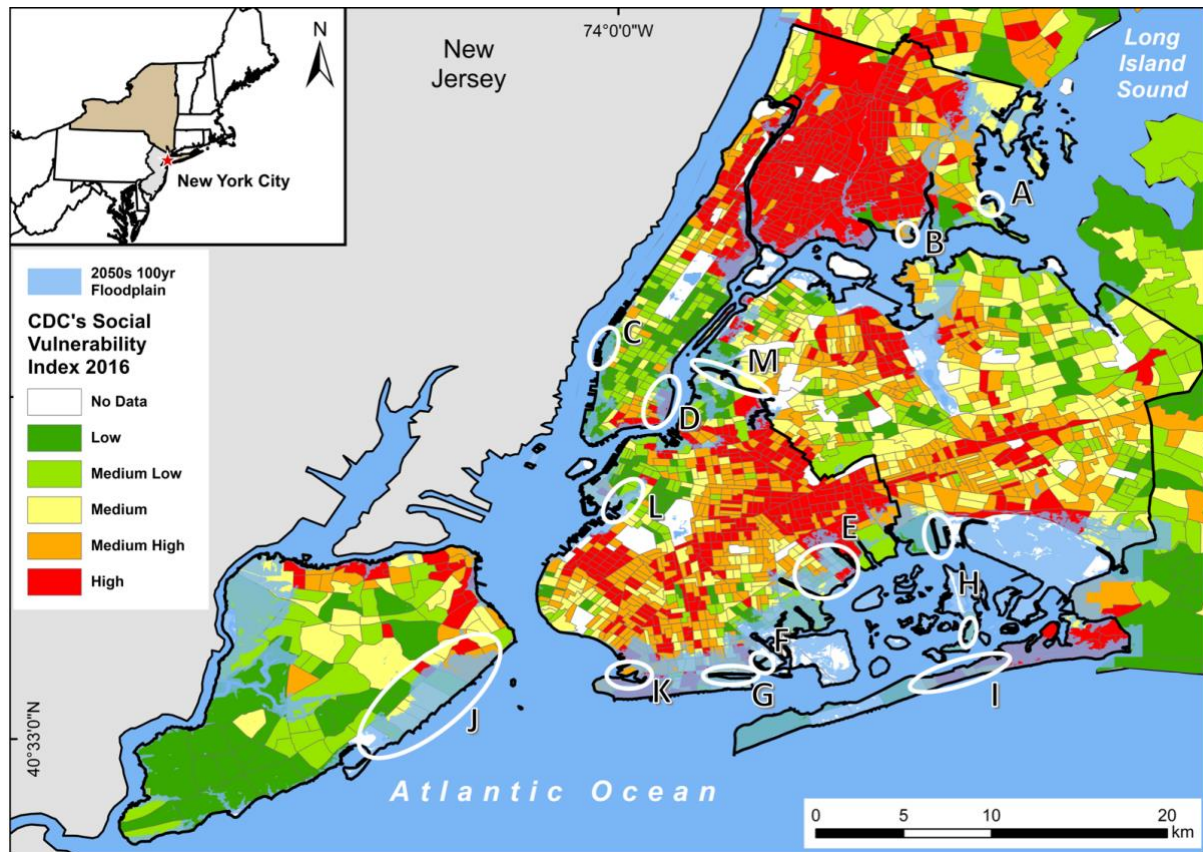 74°0'0"W
N
New
Jersey
Long
Island
Sound
New York City
A
B
2050s 100yr
Floodplain
CDC's Social
Vulnerability
Index 2016
No Data
Low
Medium Low
Medium
Medium High
High
C
M
D
L
E
H
F
K
G
I
J
40°33'0"N
Atlantic Ocean
0 5 10 20
km